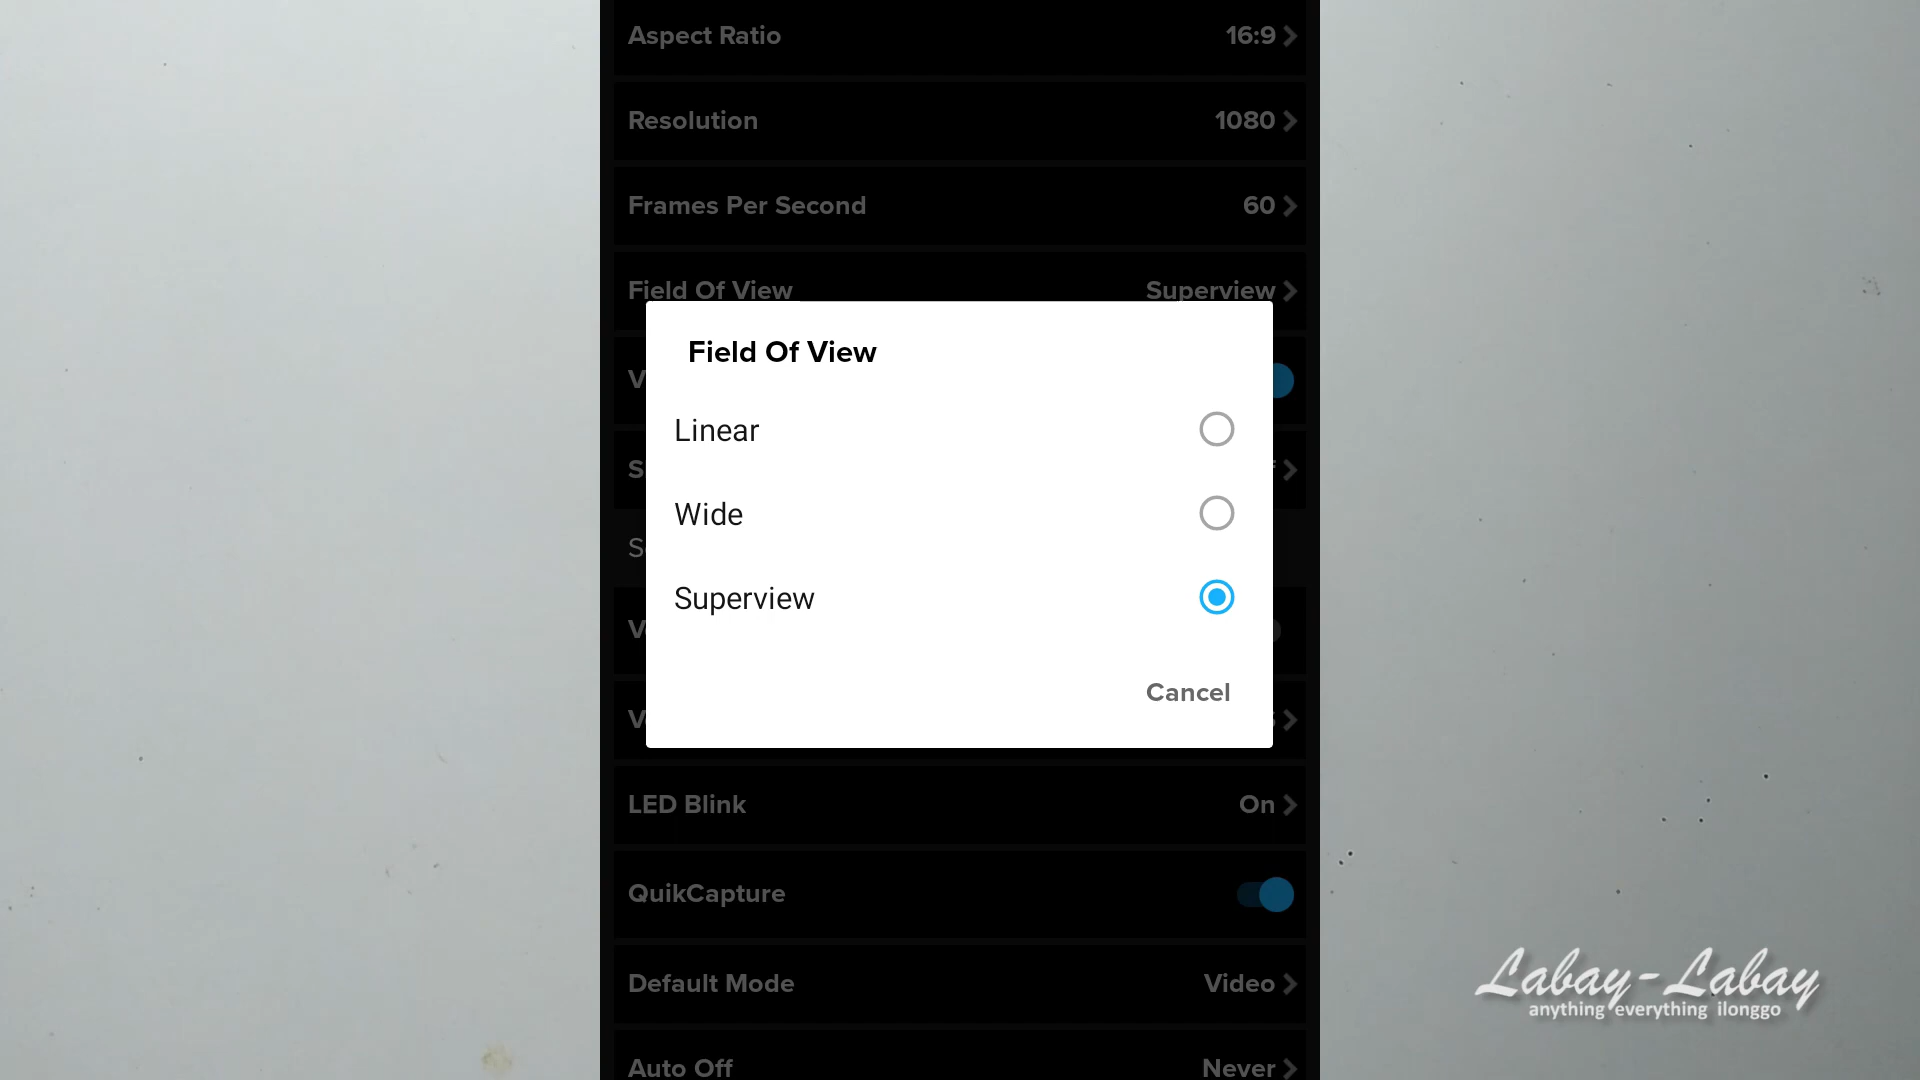 Aspect Ratio 16:9
Resolution 1080
Frames Per Second 60
Field Of View Superview
Field Of View
Linear
Wide
Superview
Cancel
LED Blink On
QuikCapture
Default Mode Video
Auto Off Never
Labay-Labay
anything everything ilonggo